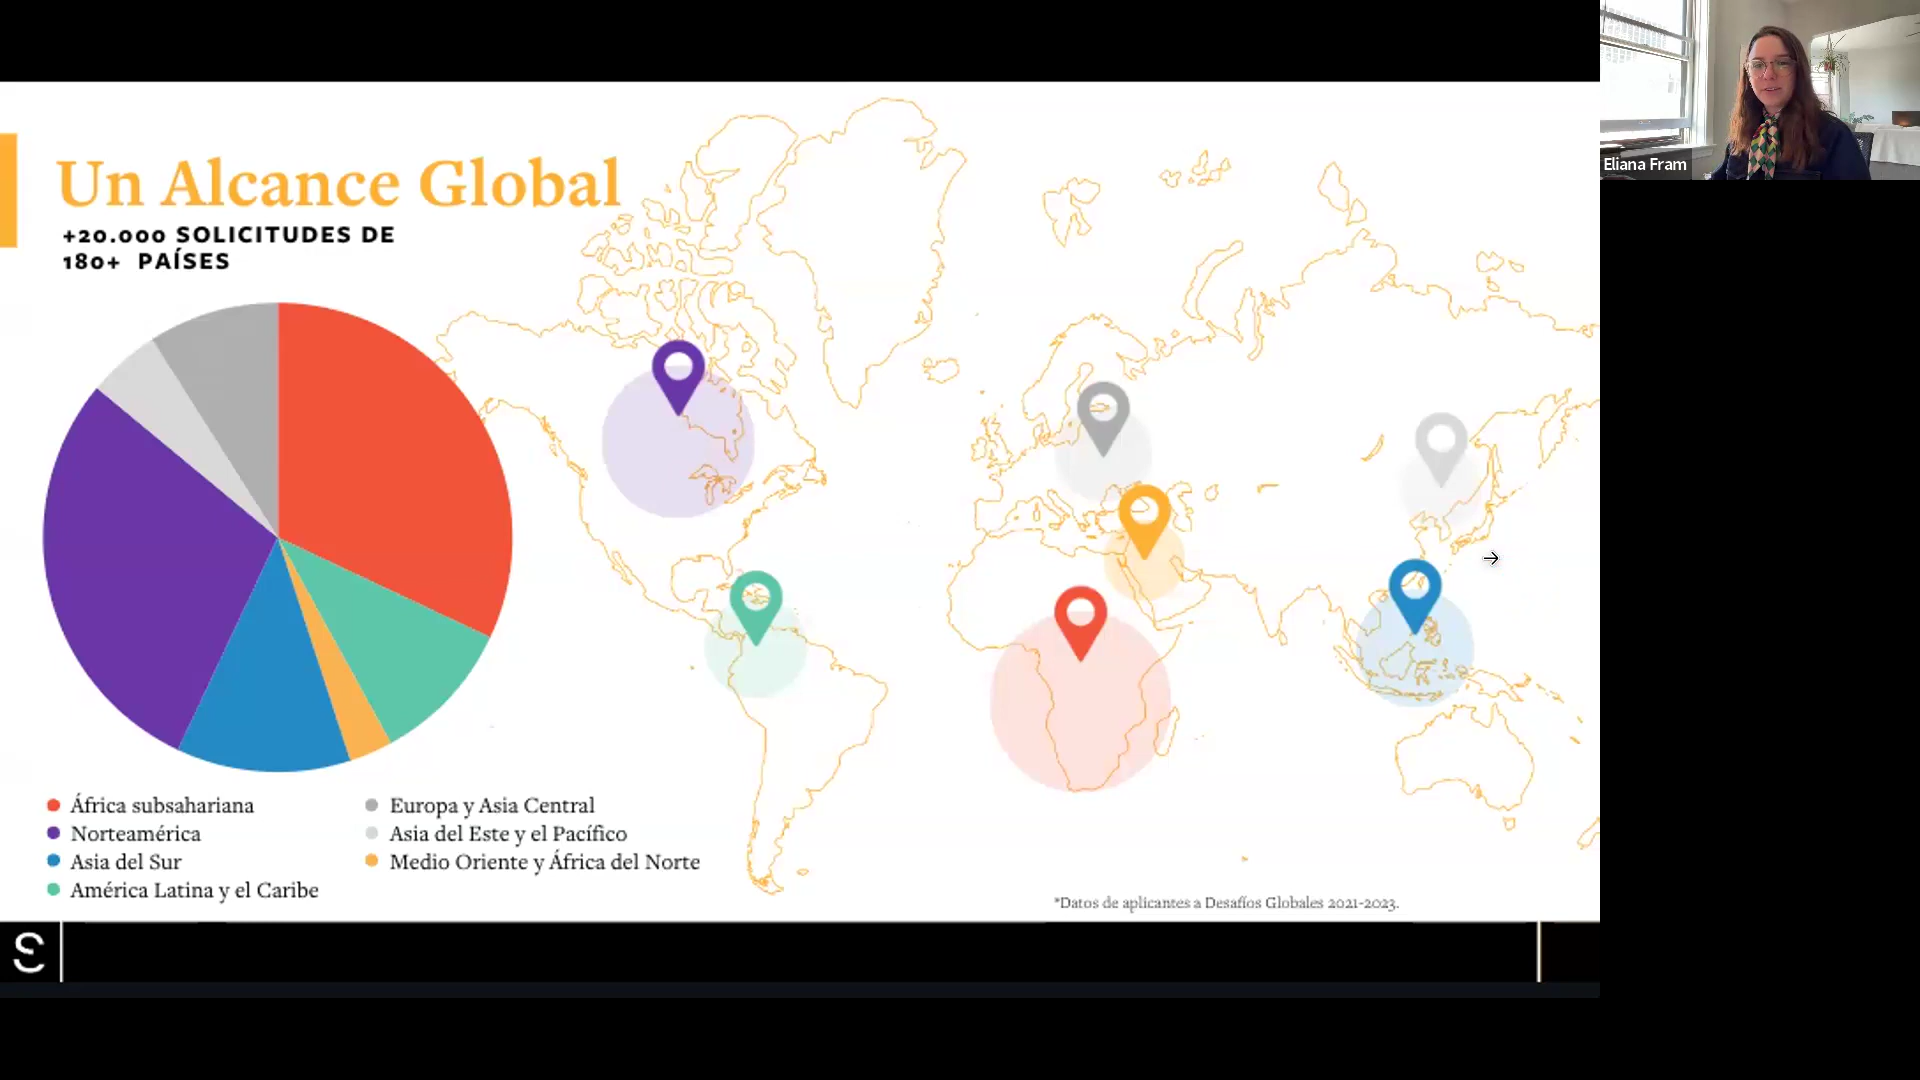 Un Alcance Global
+20.000 SOLICITUDES DE
180+ PAÍSES
África subsahariana
Norteamérica
Asia del Sur
América Latina y el Caribe
Europa y Asia Central
Asia del Este y el Pacífico
Medio Oriente y África del Norte
*Datos de aplicantes a Desafíos Globales 2021-2023.
Eliana Fram